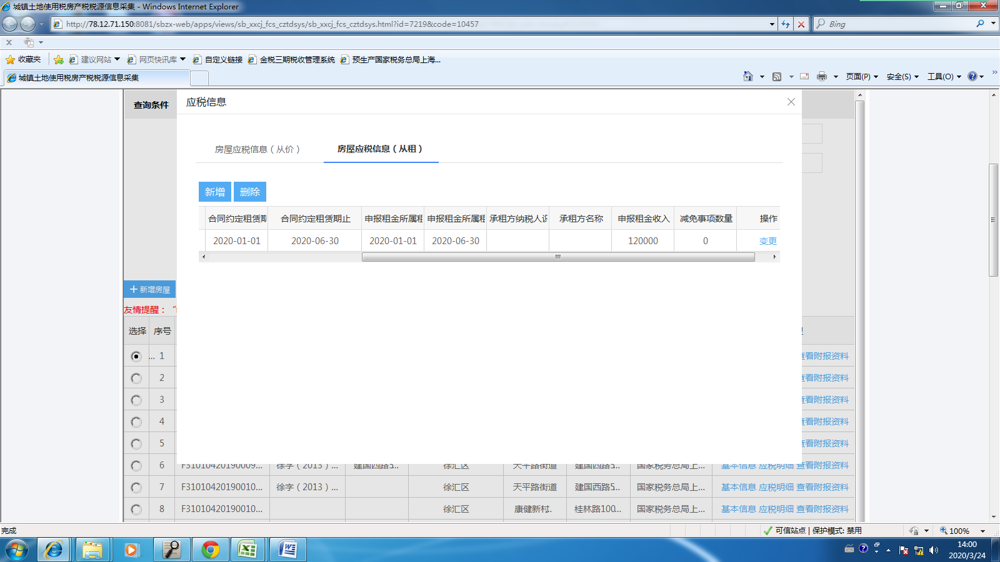 城镇土地使用税房产税税源信息采集 - Windows Internet Explorer
http://78.12.71.150:8081/sbzx-web/apps/views/sb_xxcj_fcs_cztdsys/sb_xxcj_fcs_cztdsys.html?id=7219&code=10457
Bing
x
收藏夹 建议网站 网页快讯库 自定义链接 金税三期税收管理系统 预生产国家税务总局上海...
城镇土地使用税房产税税源信息采集 页面(P) 安全(S) 工具(O)
查询条件
应税信息
房屋应税信息（从价） 房屋应税信息（从租）
新增 删除
合同约定租赁期 合同约定租赁期止 申报租金所属 申报租金所属 承租方纳税人 承租方名称 申报租金收入 减免事项数量 操作
2020-01-01 2020-06-30 2020-01-01 2020-06-30 120000 0 变更
新增房屋
友情提醒：“
选择 序号
... 1 查看附报资料
2 查看附报资料
3 查看附报资料
4 查看附报资料
5 查看附报资料
6 F31010420190009... 徐字（2013）... 建国西路5... 徐汇区 天平路街道 建国西路5... 国家税务总局上... 基本信息 应税明细 查看附报资料
7 F31010420190010... 徐字（2013）... 徐汇区 天平路街道 建国西路5... 国家税务总局上... 基本信息 应税明细 查看附报资料
8 F31010420190010... 徐汇区 康健新村. 桂林路100... 国家税务总局上... 基本信息 应税明细 查看附报资料
完成 可信站点 | 保护模式: 禁用 100%
14:00
2020/3/24